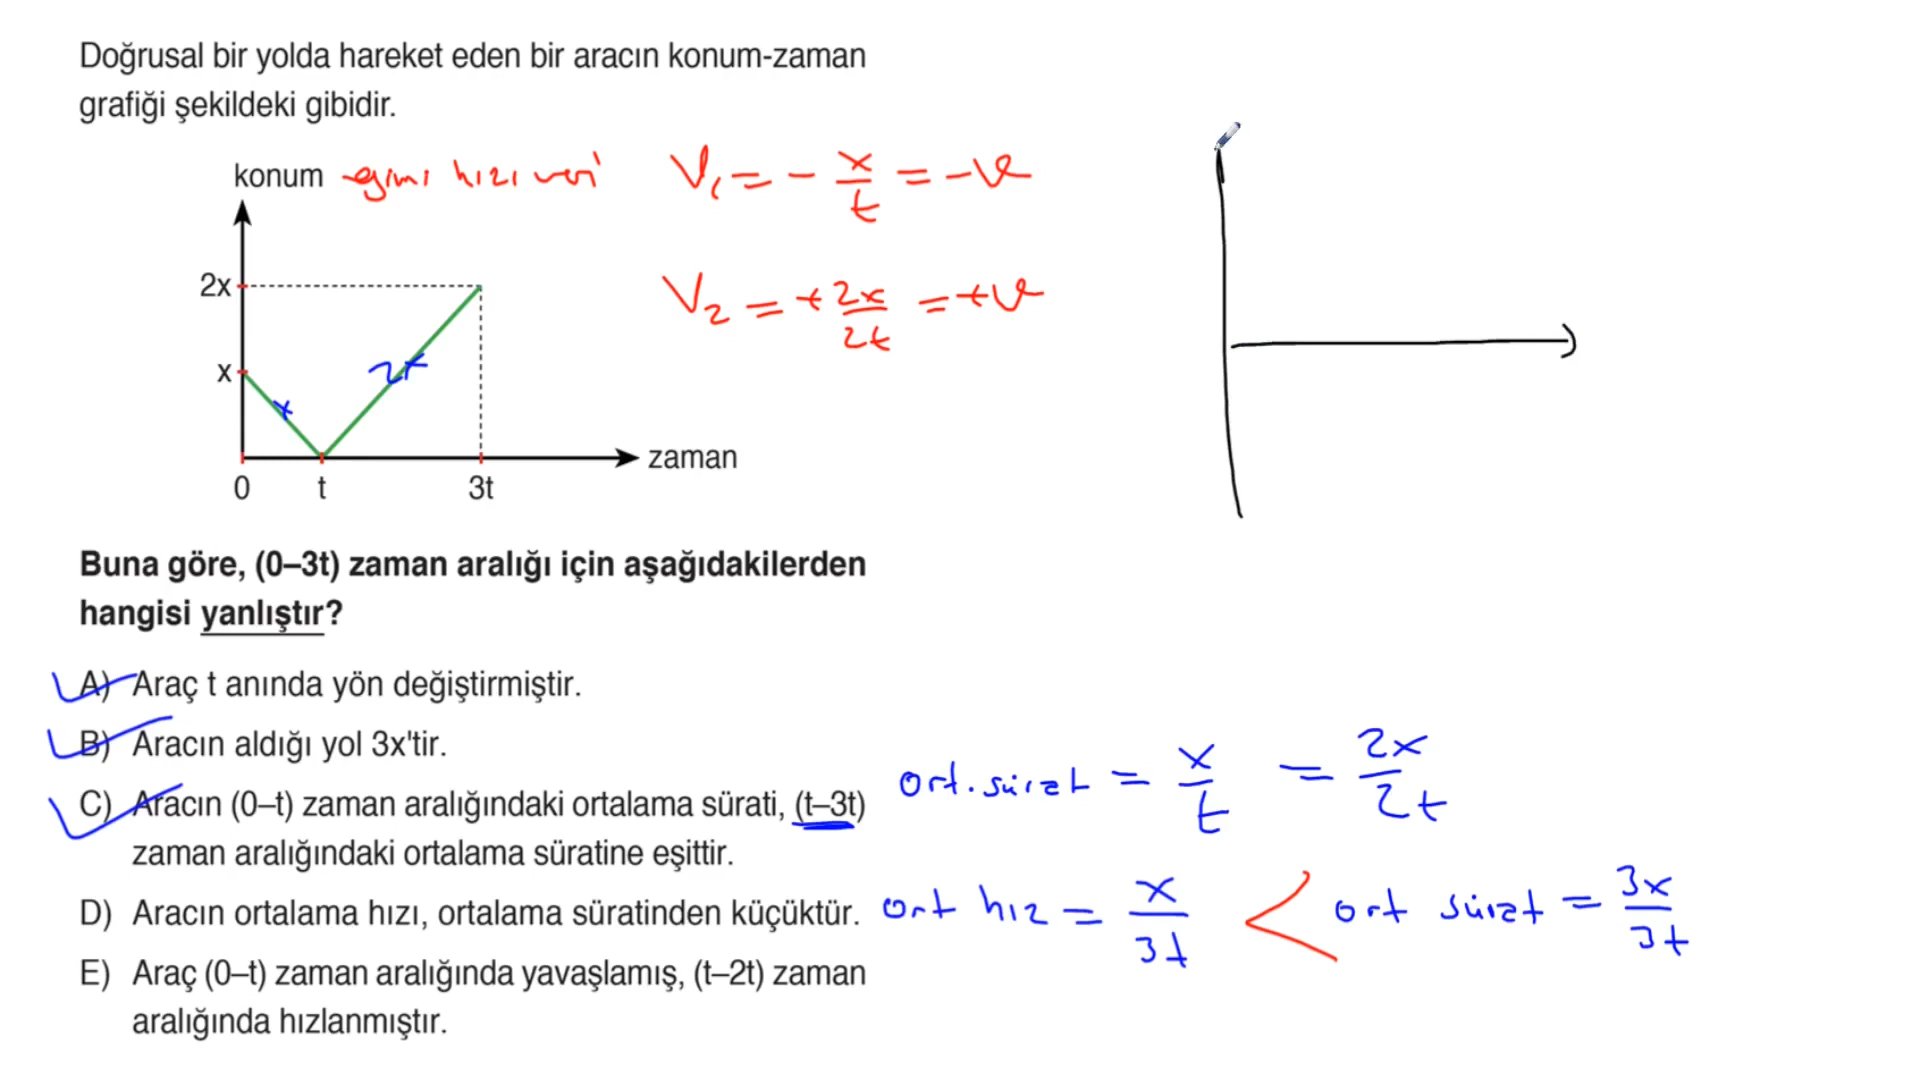 Doğrusal bir yolda hareket eden bir aracın konum-zaman
grafiği şekildeki gibidir.
konum eğimi hızı veri
V₁ = - x/t = -v
V₂ = +2x/2t = +v
2x
x
x
2x
zaman
0 t 3t
Buna göre, (0–3t) zaman aralığı için aşağıdakilerden
hangisi yanlıştır?
A) Araç t anında yön değiştirmiştir.
B) Aracın aldığı yol 3x'tir.
C) Aracın (0–t) zaman aralığındaki ortalama sürati, (t–3t)
zaman aralığındaki ortalama süratine eşittir.
ort. sürat = x/t = 2x/2t
D) Aracın ortalama hızı, ortalama süratinden küçüktür.
ort hız = x/3t < ort sürat = 3x/3t
E) Araç (0–t) zaman aralığında yavaşlamış, (t–2t) zaman
aralığında hızlanmıştır.